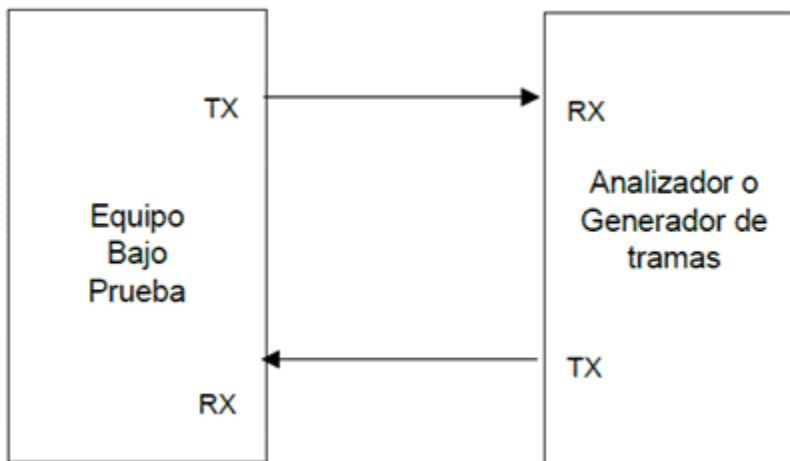 TX
RX
Equipo
Bajo
Prueba
Analizador o
Generador de
tramas
RX
TX